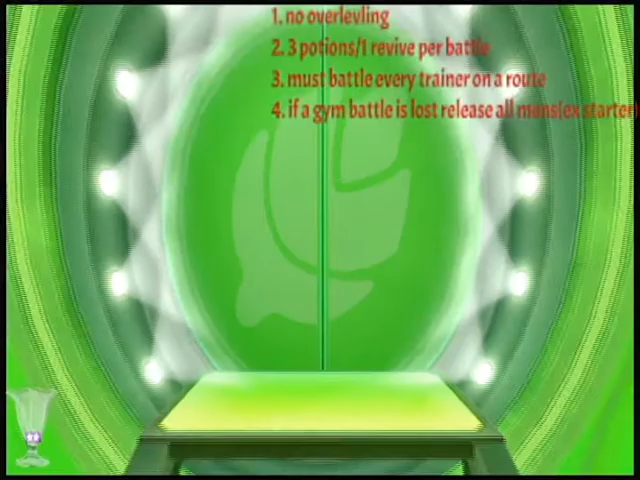 1. no overlevling
2. 3 potions/1 revive per battle
3. must battle every trainer on a route
4. if a gym battle is lost release all mons(ex starter)